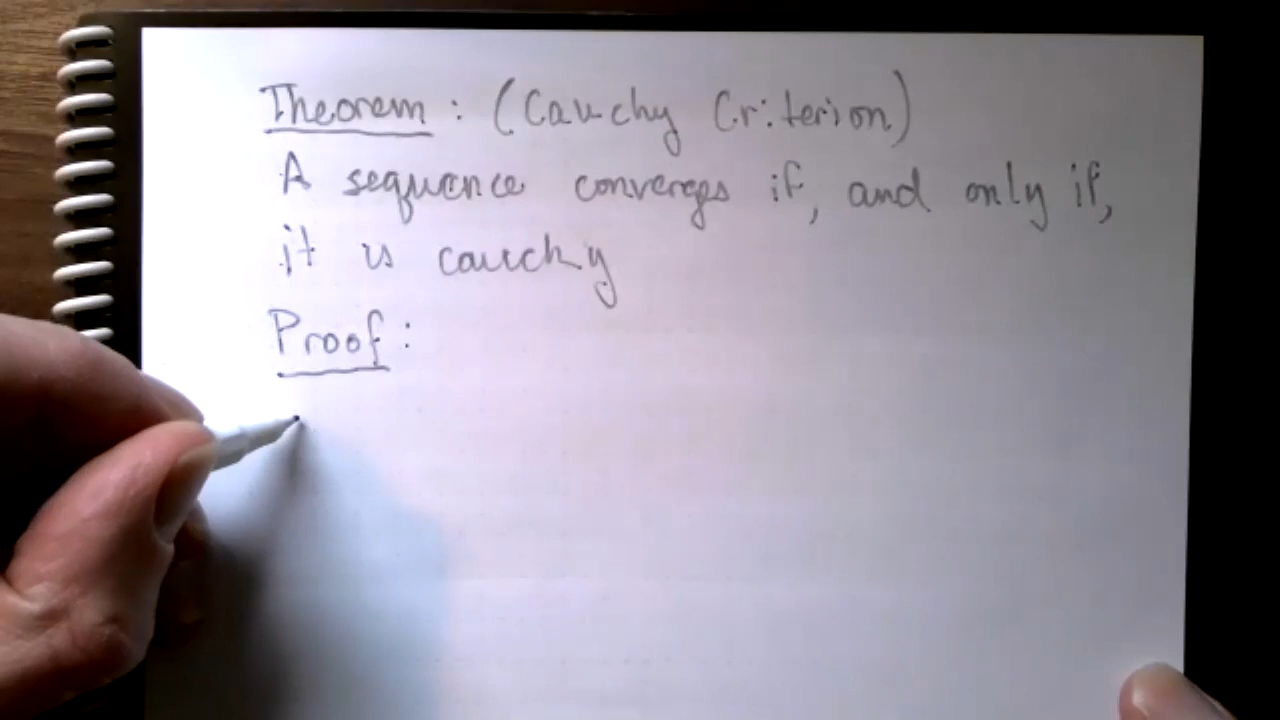 Theorem : (Cauchy Criterion)
A sequence converges if, and only if,
it is cauchy
Proof :